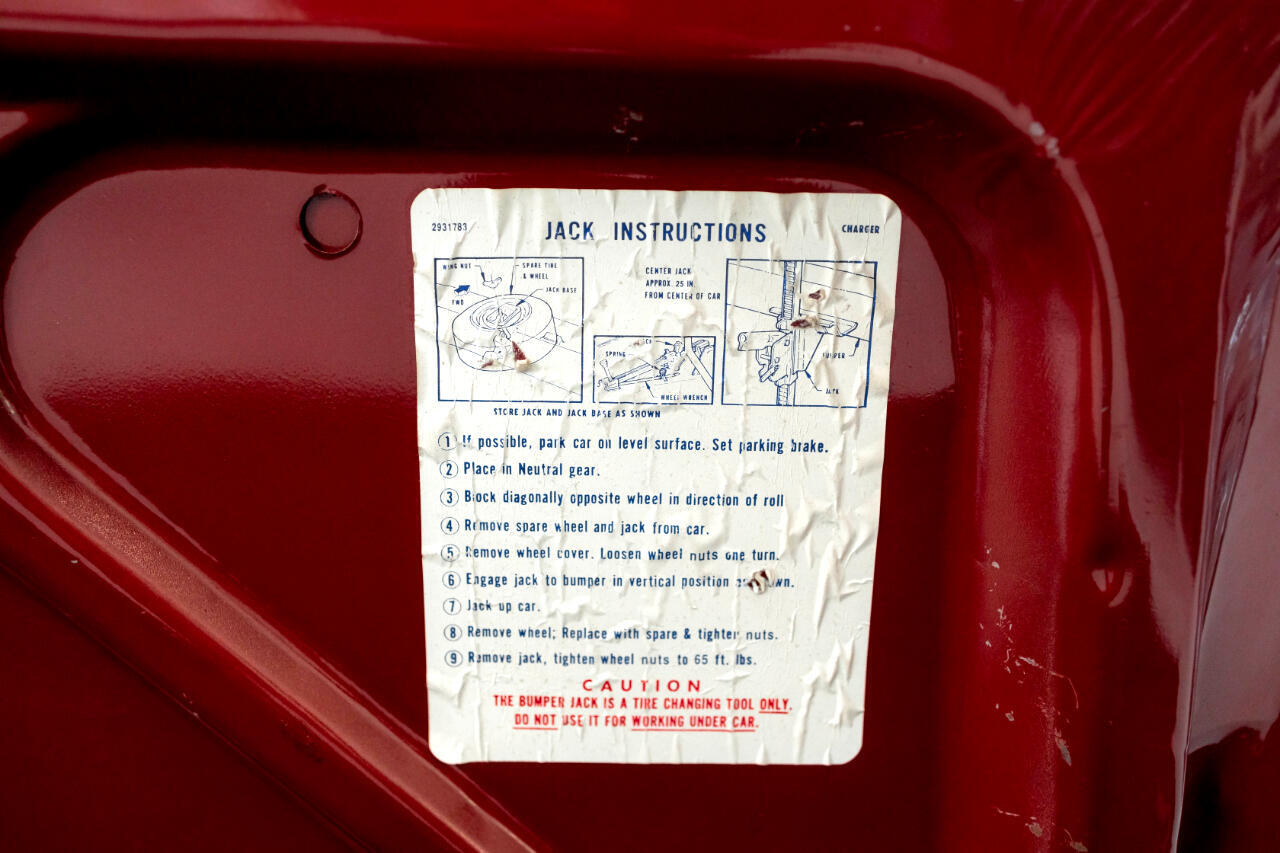 2931783
JACK INSTRUCTIONS
CHARGER
WING NUT
SPARE TIRE
& WHEEL
JACK BASE
FWD
CENTER JACK
APPROX. 25 IN.
FROM CENTER OF CAR
SPRING
WHEEL WRENCH
JACK
STORE JACK AND JACK BASE AS SHOWN
1 If possible, park car on level surface. Set parking brake.
2 Place in Neutral gear.
3 Block diagonally opposite wheel in direction of roll
4 Remove spare wheel and jack from car.
5 Remove wheel cover. Loosen wheel nuts one turn.
6 Engage jack to bumper in vertical position
7 Jack up car.
8 Remove wheel; Replace with spare & tighten nuts.
9 Remove jack, tighten wheel nuts to 65 ft. lbs.
CAUTION
THE BUMPER JACK IS A TIRE CHANGING TOOL ONLY.
DO NOT USE IT FOR WORKING UNDER CAR.